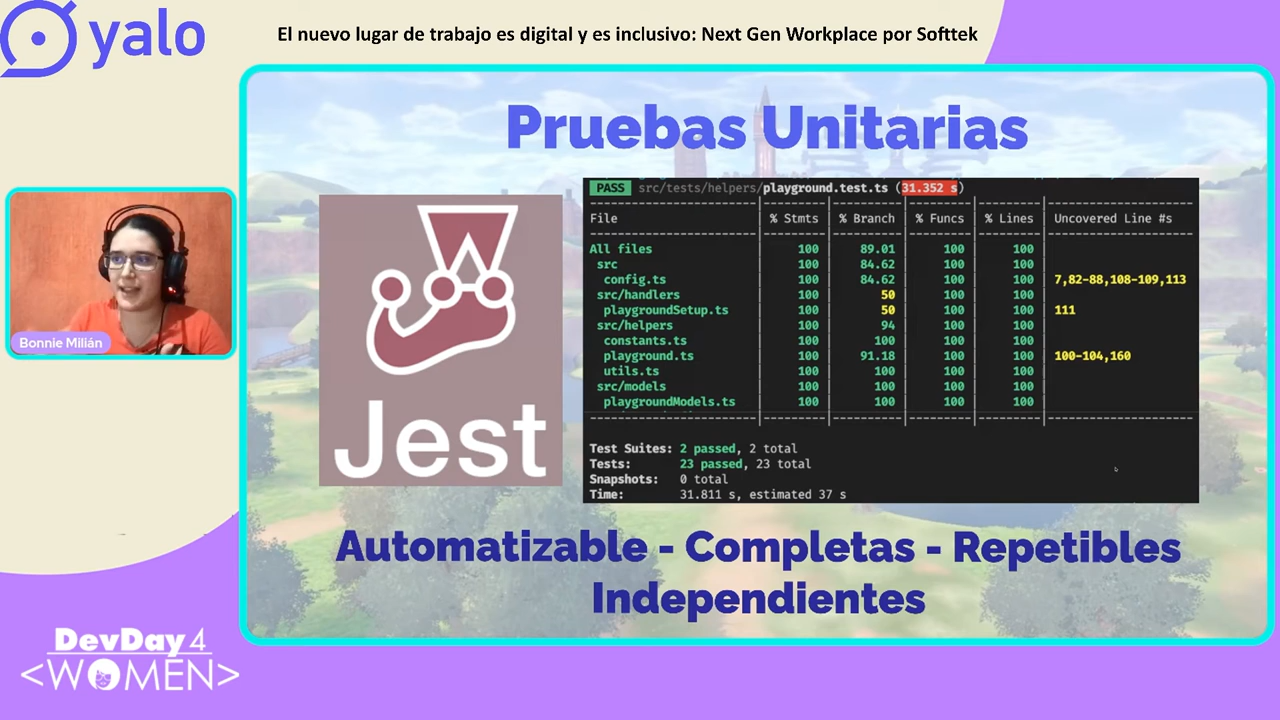 yalo
El nuevo lugar de trabajo es digital y es inclusivo: Next Gen Workplace por Softtek
Pruebas Unitarias
Bonnie Milián
Jest
PASS src/tests/helpers/playground.test.ts (31.352 s)
File | % Stmts | % Branch | % Funcs | % Lines | Uncovered Line #s
All files | 100 | 89.01 | 100 | 100 |
src | 100 | 84.62 | 100 | 100 |
config.ts | 100 | 84.62 | 100 | 100 | 7,82-88,108-109,113
src/handlers | 100 | 50 | 100 | 100 |
playgroundSetup.ts | 100 | 50 | 100 | 100 | 111
src/helpers | 100 | 94 | 100 | 100 |
constants.ts | 100 | 100 | 100 | 100 |
playground.ts | 100 | 91.18 | 100 | 100 | 100-104,160
utils.ts | 100 | 100 | 100 | 100 |
src/models | 100 | 100 | 100 | 100 |
playgroundModels.ts | 100 | 100 | 100 | 100 |
Test Suites: 2 passed, 2 total
Tests: 23 passed, 23 total
Snapshots: 0 total
Time: 31.811 s, estimated 37 s
Automatizable - Completas - Repetibles
Independientes
DevDay4
<WOMEN>